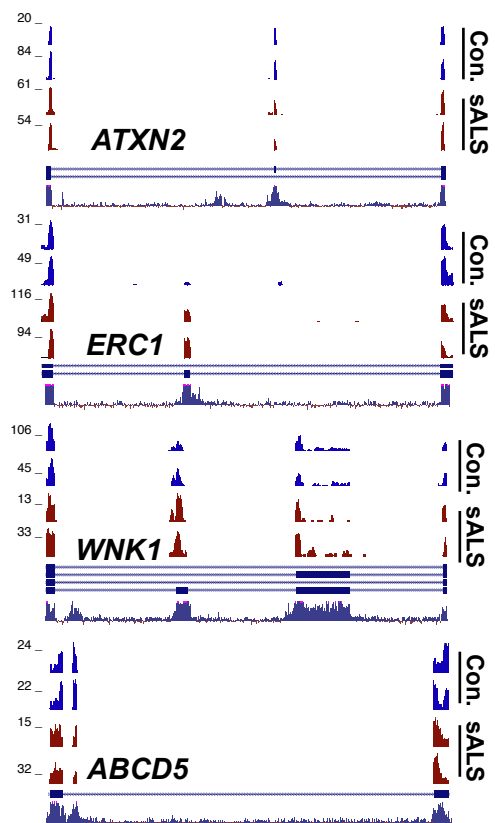 20 _
84 _
61 _
54 _
Con.
sALS
ATXN2
31 _
49 _
116 _
94 _
Con.
sALS
ERC1
106 _
45 _
13 _
33 _
Con.
sALS
WNK1
24 _
22 _
15 _
32 _
Con.
sALS
ABCD5